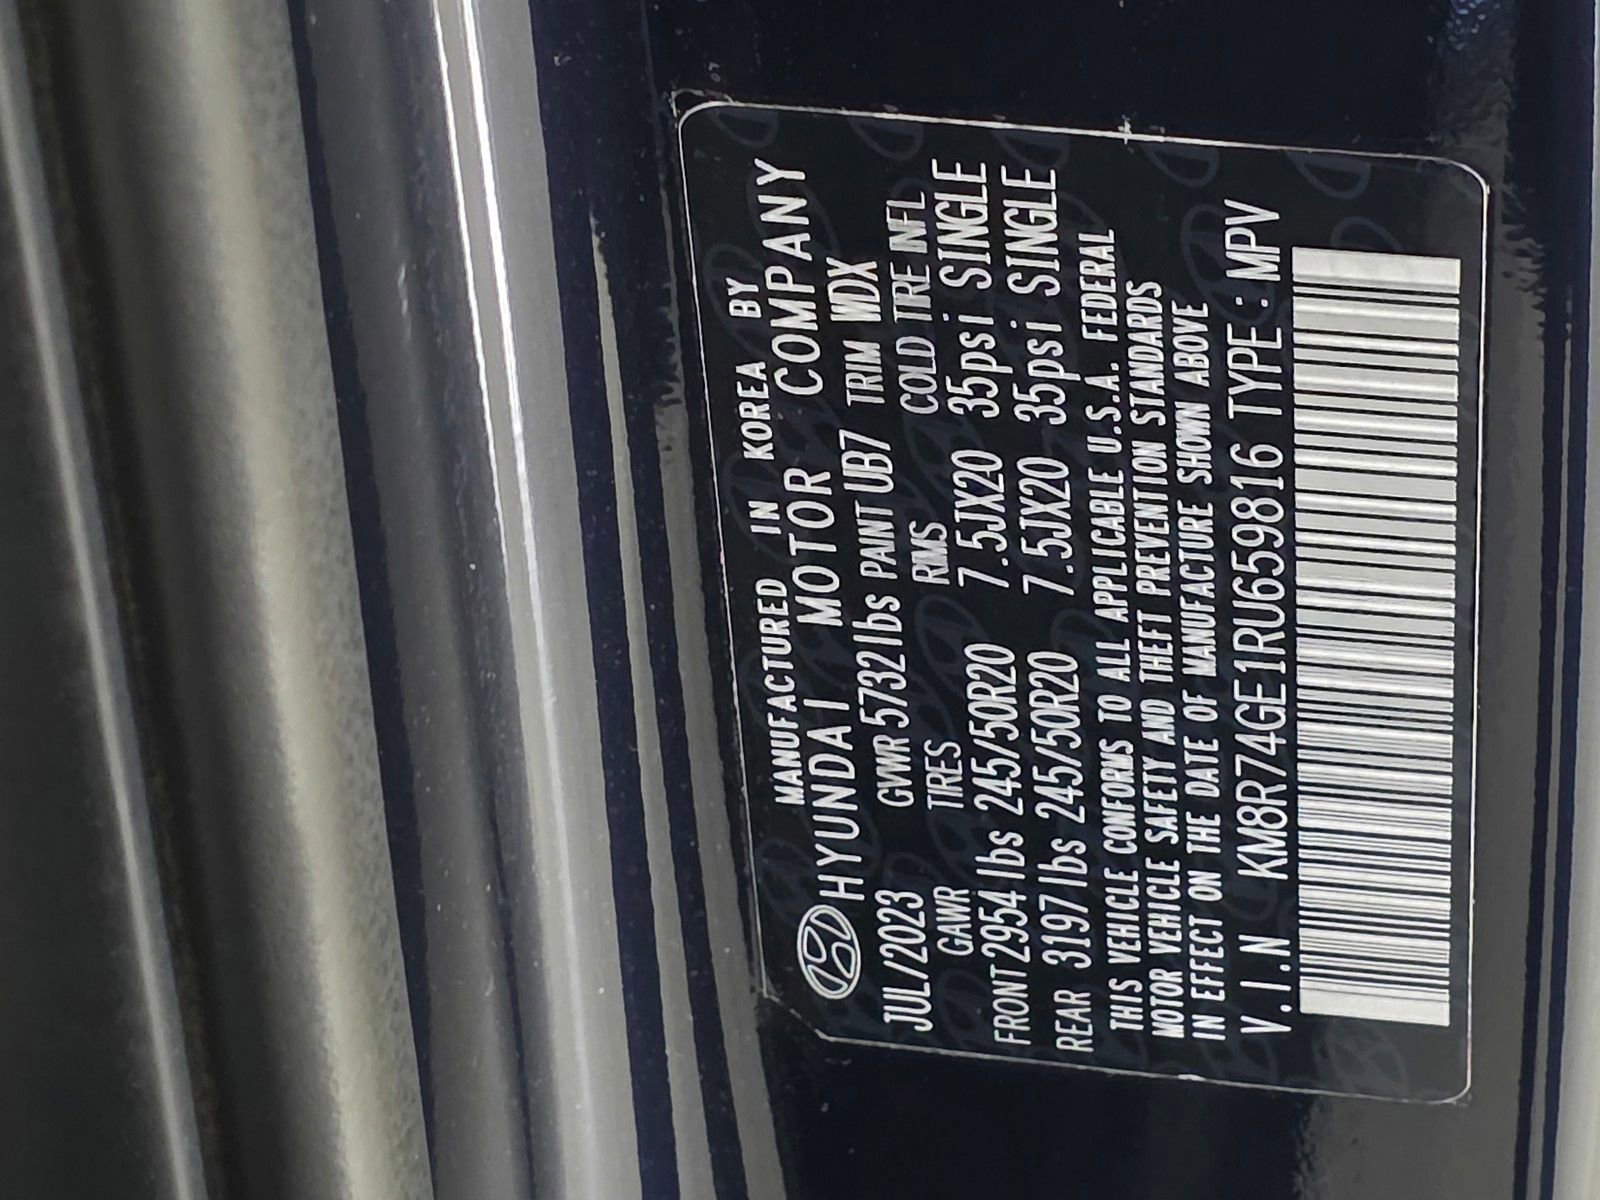 MANUFACTURED IN KOREA BY
HYUNDAI MOTOR COMPANY
JUL/2023 GVWR 5732lbs PAINT UB7 TRIM WDX
GAWR TIRES RIMS COLD TIRE INFL
FRONT 2954lbs 245/50R20 7.5JX20 35psi SINGLE
REAR 3197lbs 245/50R20 7.5JX20 35psi SINGLE
THIS VEHICLE CONFORMS TO ALL APPLICABLE U.S.A. FEDERAL
MOTOR VEHICLE SAFETY AND THEFT PREVENTION STANDARDS
IN EFFECT ON THE DATE OF MANUFACTURE SHOWN ABOVE
V.I.N KM8R74GE1RU659816 TYPE : MPV